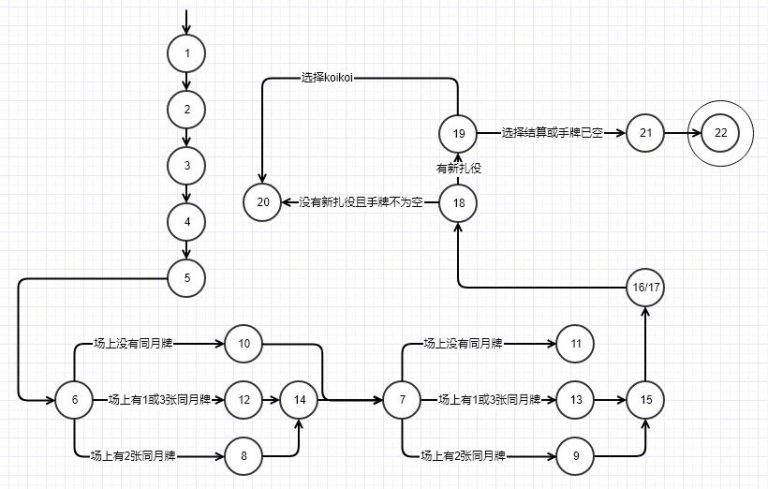 1
2
3
4
5
选择koikoi
19
选择结算或手牌已空
21
22
有新扎役
20
没有新扎役且手牌不为空
18
16/17
场上没有同月牌
10
场上没有同月牌
11
6
场上有1或3张同月牌
12
14
7
场上有1或3张同月牌
13
15
场上有2张同月牌
8
场上有2张同月牌
9